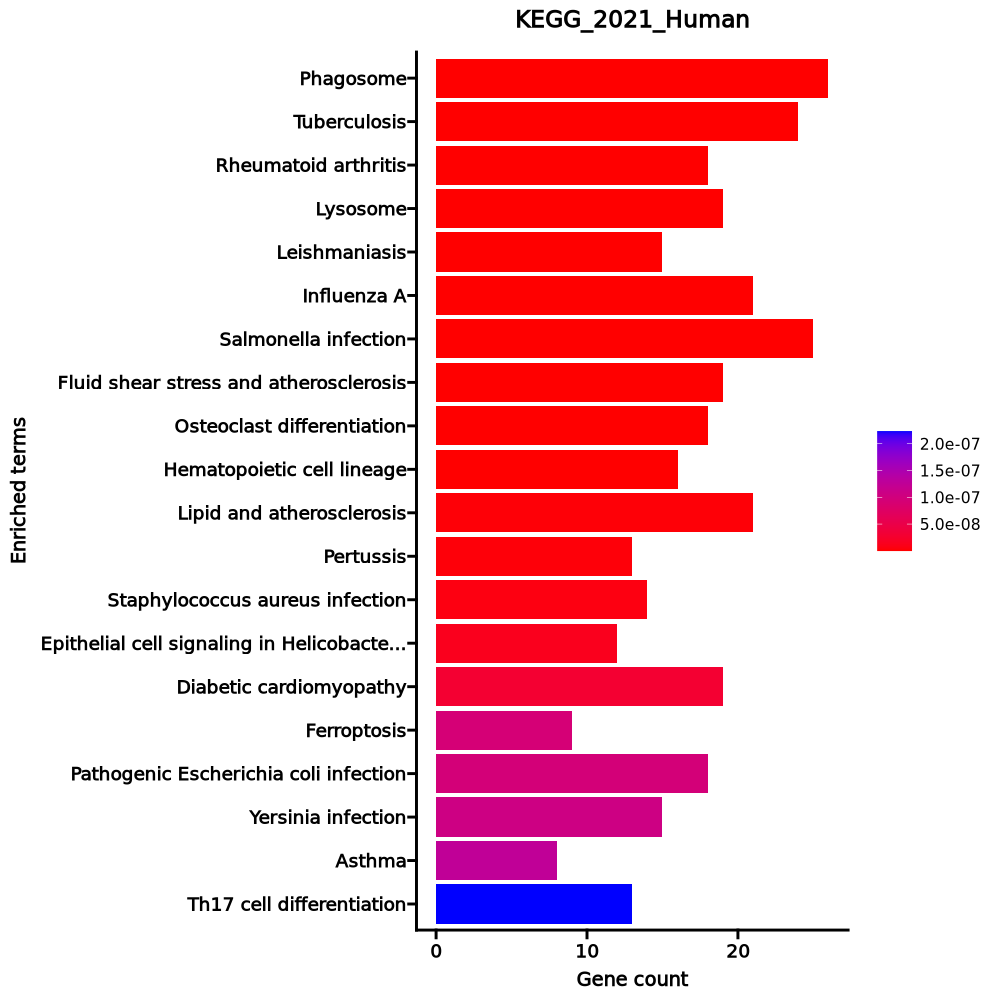 KEGG_2021_Human
Enriched terms
Phagosome
Tuberculosis
Rheumatoid arthritis
Lysosome
Leishmaniasis
Influenza A
Salmonella infection
Fluid shear stress and atherosclerosis
Osteoclast differentiation
Hematopoietic cell lineage
Lipid and atherosclerosis
Pertussis
Staphylococcus aureus infection
Epithelial cell signaling in Helicobacte...
Diabetic cardiomyopathy
Ferroptosis
Pathogenic Escherichia coli infection
Yersinia infection
Asthma
Th17 cell differentiation
0 10 20
Gene count
2.0e-07
1.5e-07
1.0e-07
5.0e-08